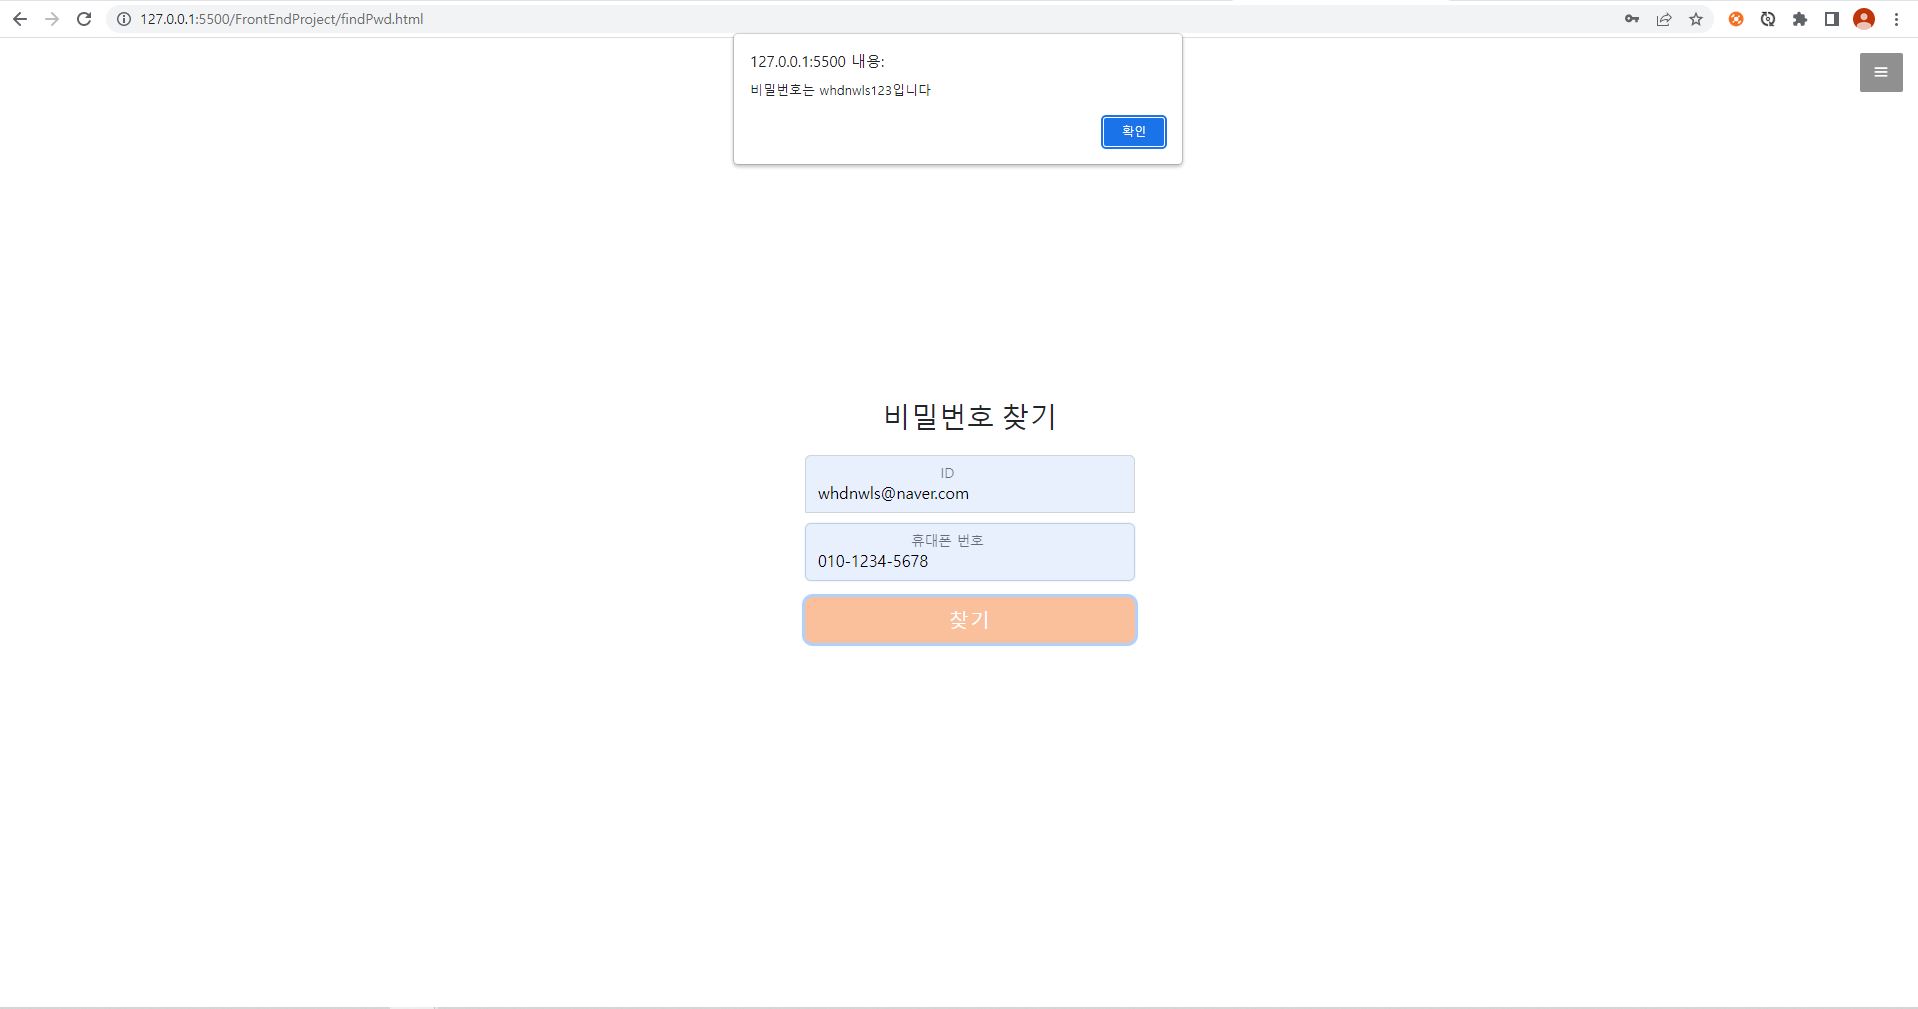 127.0.0.1:5500/FrontEndProject/findPwd.html
127.0.0.1:5500 내용:
비밀번호는 whdnwls123입니다
확인
비밀번호 찾기
ID
whdnwls@naver.com
휴대폰 번호
010-1234-5678
찾기